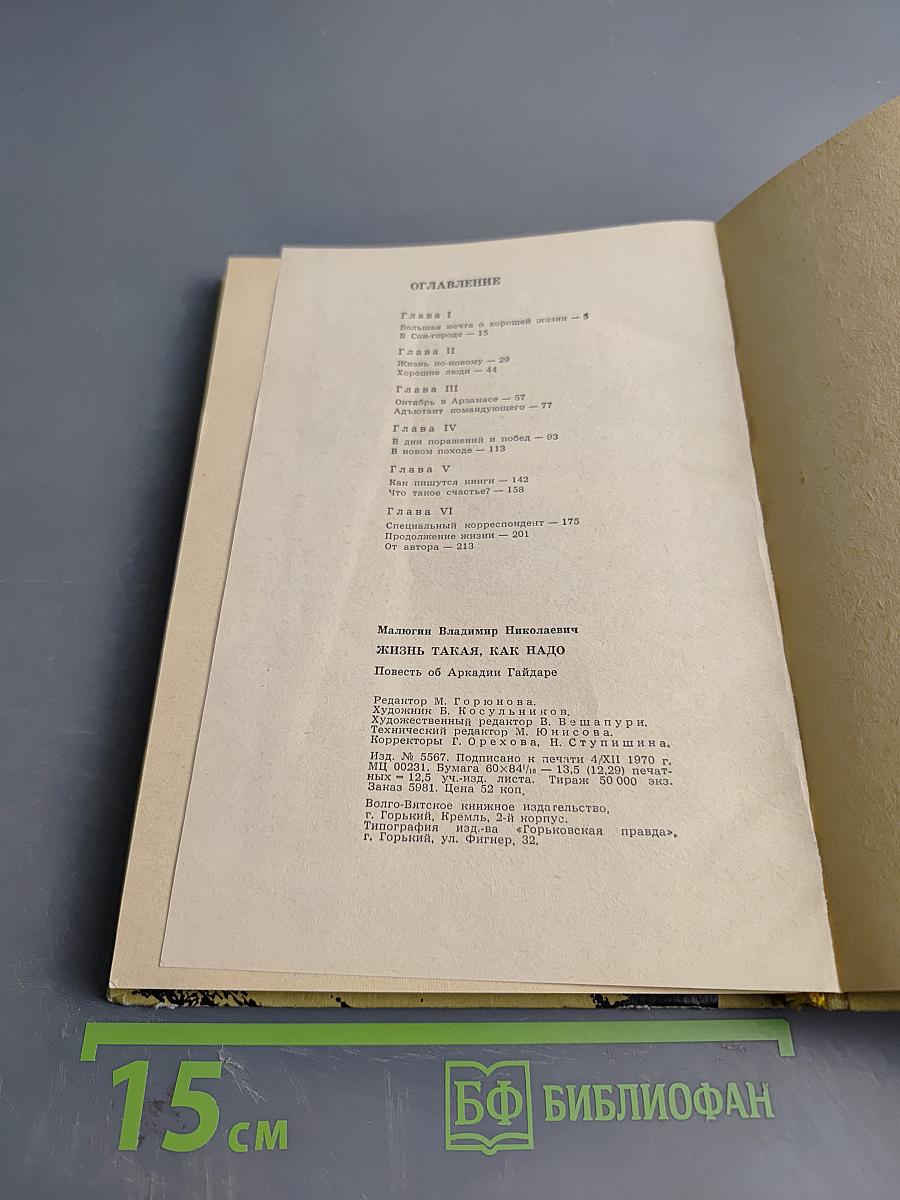 ОГЛАВЛЕНИЕ
Глава I
Большая мечта о хорошей жизни — 5
В Сон-городе — 15
Глава II
Жизнь по-новому — 29
Хорошие люди — 44
Глава III
Октябрь в Арзамасе — 57
Адъютант командующего — 77
Глава IV
В дни поражений и побед — 93
В новом походе — 113
Глава V
Как пишутся книги — 142
Что такое счастье? — 158
Глава VI
Специальный корреспондент — 175
Продолжение жизни — 201
От автора — 213
Малюгин Владимир Николаевич
ЖИЗНЬ ТАКАЯ, КАК НАДО
Повесть об Аркадии Гайдаре
Редактор М. Горюнова.
Художник Б. Косульников.
Художественный редактор В. Вешапури.
Технический редактор М. Юнисова.
Корректоры Г. Орехова, Н. Ступишина.
Изд. № 5567. Подписано к печати 4/XII 1970 г.
МЦ 00231. Бумага 60×84¹/₁₆ — 13,5 (12,29) печат-
ных = 12,5 уч.-изд. листа. Тираж 50 000 экз.
Заказ 5981. Цена 52 коп.
Волго-Вятское книжное издательство,
г. Горький, Кремль, 2-й корпус.
Типография изд.-ва «Горьковская правда»,
г. Горький, ул. Фигнер, 32.
15 см
БФ БИБЛИОФАН